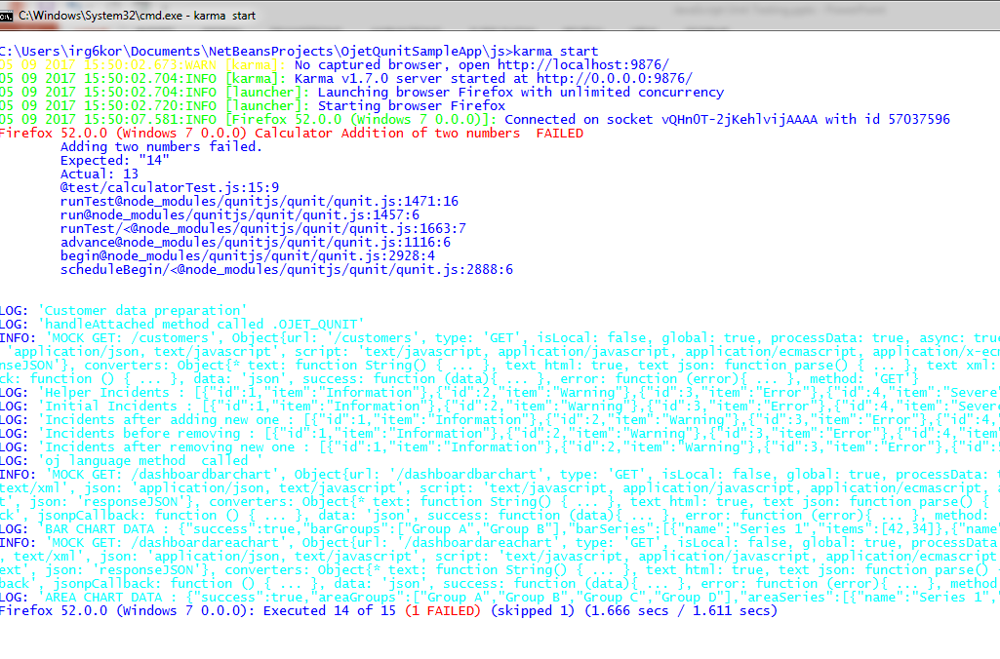 C:\Windows\System32\cmd.exe - karma start
C:\Users\irg6kor\Documents\NetBeansProjects\OjetQunitSampleApp\js>karma start
05 09 2017 15:50:02.673:WARN [karma]: No captured browser, open http://localhost:9876/
05 09 2017 15:50:02.704:INFO [karma]: Karma v1.7.0 server started at http://0.0.0.0:9876/
05 09 2017 15:50:02.704:INFO [launcher]: Launching browser Firefox with unlimited concurrency
05 09 2017 15:50:02.720:INFO [launcher]: Starting browser Firefox
05 09 2017 15:50:07.581:INFO [Firefox 52.0.0 (Windows 7 0.0.0)]: Connected on socket vQHnOT-2jKehlvijAAAA with id 57037596
Firefox 52.0.0 (Windows 7 0.0.0) Calculator Addition of two numbers  FAILED
Adding two numbers failed.
Expected: "14"
Actual: 13
@test/calculatorTest.js:15:9
runTest@node_modules/qunitjs/qunit/qunit.js:1471:16
run@node_modules/qunitjs/qunit/qunit.js:1457:6
runTest/<@node_modules/qunitjs/qunit/qunit.js:1663:7
advance@node_modules/qunitjs/qunit/qunit.js:1116:6
begin@node_modules/qunitjs/qunit/qunit.js:2928:4
scheduleBegin/<@node_modules/qunitjs/qunit/qunit.js:2888:6
LOG: 'Customer data preparation'
LOG: 'handleAttached method called .OJET_QUNIT'
INFO: 'MOCK GET: /customers', Object{url: '/customers', type: 'GET', isLocal: false, global: true, processData: true, async: true
'application/json, text/javascript', script: 'text/javascript, application/javascript, application/ecmascript, application/x-ecm
nseJSON'}, converters: Object{* text: function String() { ... }, text html: true, text json: function parse() { ... }, text xml:
ck: function () { ... }, data: 'json', success: function (data){ ... }, error: function (error){ ... }, method: 'GET'}
LOG: 'Helper Incidents : [{"id":1,"item":"Information"},{"id":2,"item":"Warning"},{"id":3,"item":"Error"},{"id":4,"item":"Severe
LOG: 'Initial Incidents : [{"id":1,"item":"Information"},{"id":2,"item":"Warning"},{"id":3,"item":"Error"},{"id":4,"item":"Sever
LOG: 'Incidents after adding new one : [{"id":1,"item":"Information"},{"id":2,"item":"Warning"},{"id":3,"item":"Error"},{"id":4,
LOG: 'Incidents before removing : [{"id":1,"item":"Information"},{"id":2,"item":"Warning"},{"id":3,"item":"Error"},{"id":4,"item
LOG: 'Incidents after removing new one : [{"id":1,"item":"Information"},{"id":2,"item":"Warning"},{"id":3,"item":"Error"},{"id":5
LOG: 'oj language method  called '
INFO: 'MOCK GET: /dashboardbarchart', Object{url: '/dashboardbarchart', type: 'GET', isLocal: false, global: true, processData: t
text/xml', json: 'application/json, text/javascript', script: 'text/javascript, application/javascript, application/ecmascript,
t', json: 'responseJSON'}, converters: Object{* text: function String() { ... }, text html: true, text json: function parse() {
ck', jsonpCallback: function () { ... }, data: 'json', success: function (data){ ... }, error: function (error){ ... }, method:
LOG: 'BAR CHART DATA : {"success":true,"barGroups":["Group A","Group B"],"barSeries":[{"name":"Series 1","items":[42,34]},{"name
INFO: 'MOCK GET: /dashboardareachart', Object{url: '/dashboardareachart', type: 'GET', isLocal: false, global: true, processData
, text/xml', json: 'application/json, text/javascript', script: 'text/javascript, application/javascript, application/ecmascript
ext', json: 'responseJSON'}, converters: Object{* text: function String() { ... }, text html: true, text json: function parse()
back', jsonpCallback: function () { ... }, data: 'json', success: function (data){ ... }, error: function (error){ ... }, method
LOG: 'AREA CHART DATA : {"success":true,"areaGroups":["Group A","Group B","Group C","Group D"],"areaSeries":[{"name":"Series 1",
Firefox 52.0.0 (Windows 7 0.0.0): Executed 14 of 15 (1 FAILED) (skipped 1) (1.666 secs / 1.611 secs)